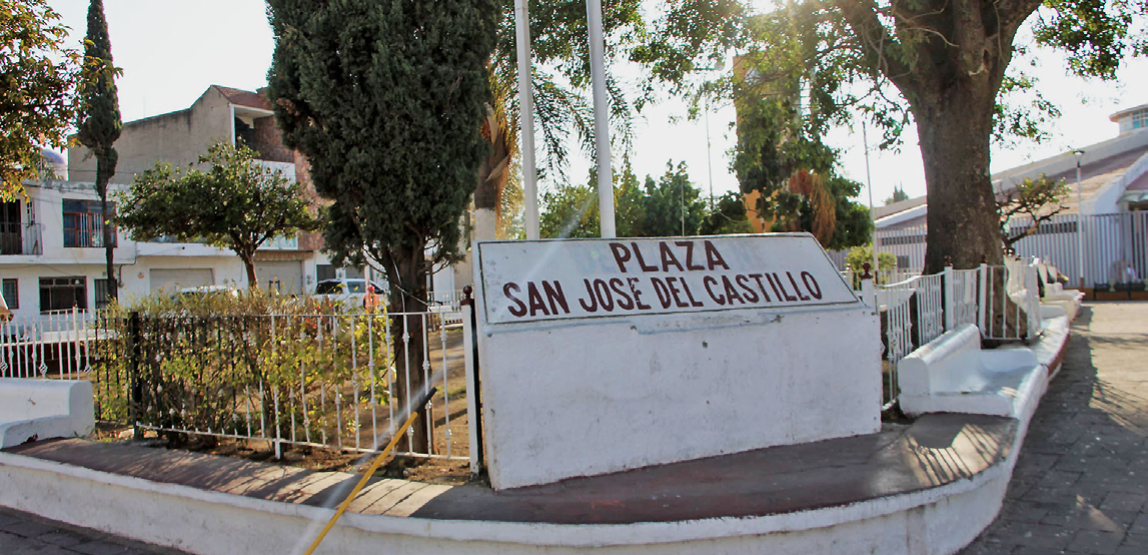 PLAZA
SAN JOSE DEL CASTILLO